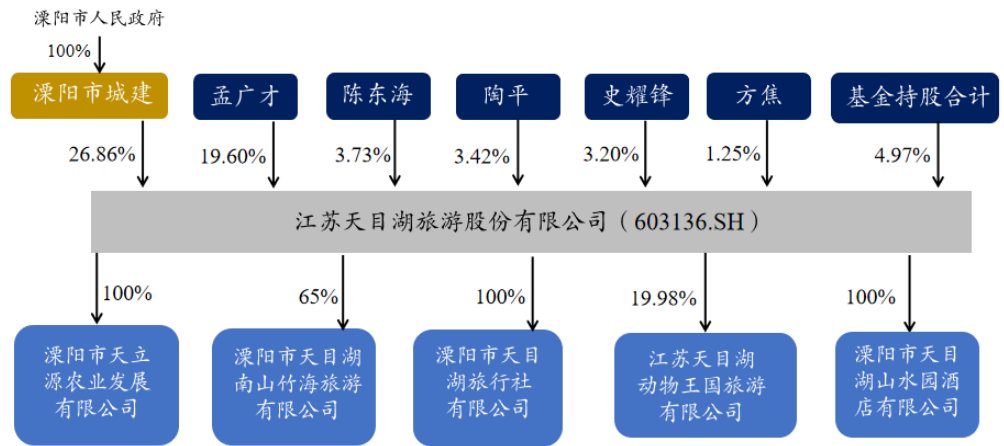 溧阳市人民政府
100%
溧阳市城建
孟广才
陈东海
陶平
史耀锋
方焦
基金持股合计
26.86%
19.60%
3.73%
3.42%
3.20%
1.25%
4.97%
江苏天目湖旅游股份有限公司（603136.SH）
100%
65%
100%
19.98%
100%
溧阳市天立
源农业发展
有限公司
溧阳市天目湖
南山竹海旅游
有限公司
溧阳市天目
湖旅行社
有限公司
江苏天目湖
动物王国旅游
有限公司
溧阳市天目
湖山水园酒
店有限公司